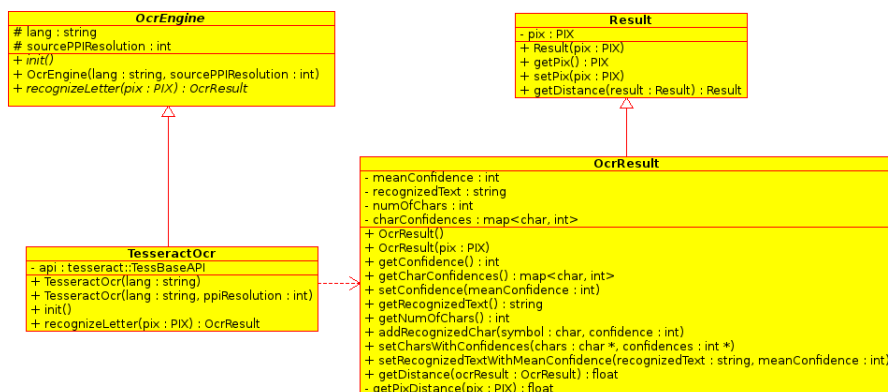 OcrEngine
# lang : string
# sourcePPIResolution : int
+ init()
+ OcrEngine(lang : string, sourcePPIResolution : int)
+ recognizeLetter(pix : PIX) : OcrResult
Result
- pix : PIX
+ Result(pix : PIX)
+ getPix() : PIX
+ setPix(pix : PIX)
+ getDistance(result : Result) : Result
TesseractOcr
- api : tesseract::TessBaseAPI
+ TesseractOcr(lang : string)
+ TesseractOcr(lang : string, ppiResolution : int)
+ init()
+ recognizeLetter(pix : PIX) : OcrResult
OcrResult
- meanConfidence : int
- recognizedText : string
- numOfChars : int
- charConfidences : map<char, int>
+ OcrResult()
+ OcrResult(pix : PIX)
+ getConfidence() : int
+ getCharConfidences() : map<char, int>
+ setConfidence(meanConfidence : int)
+ getRecognizedText() : string
+ getNumOfChars() : int
+ addRecognizedChar(symbol : char, confidence : int)
+ setCharsWithConfidences(chars : char *, confidences : int *)
+ setRecognizedTextWithMeanConfidence(recognizedText : string, meanConfidence : int)
+ getDistance(ocrResult : OcrResult) : float
- getPixDistance(pix : PIX) : float